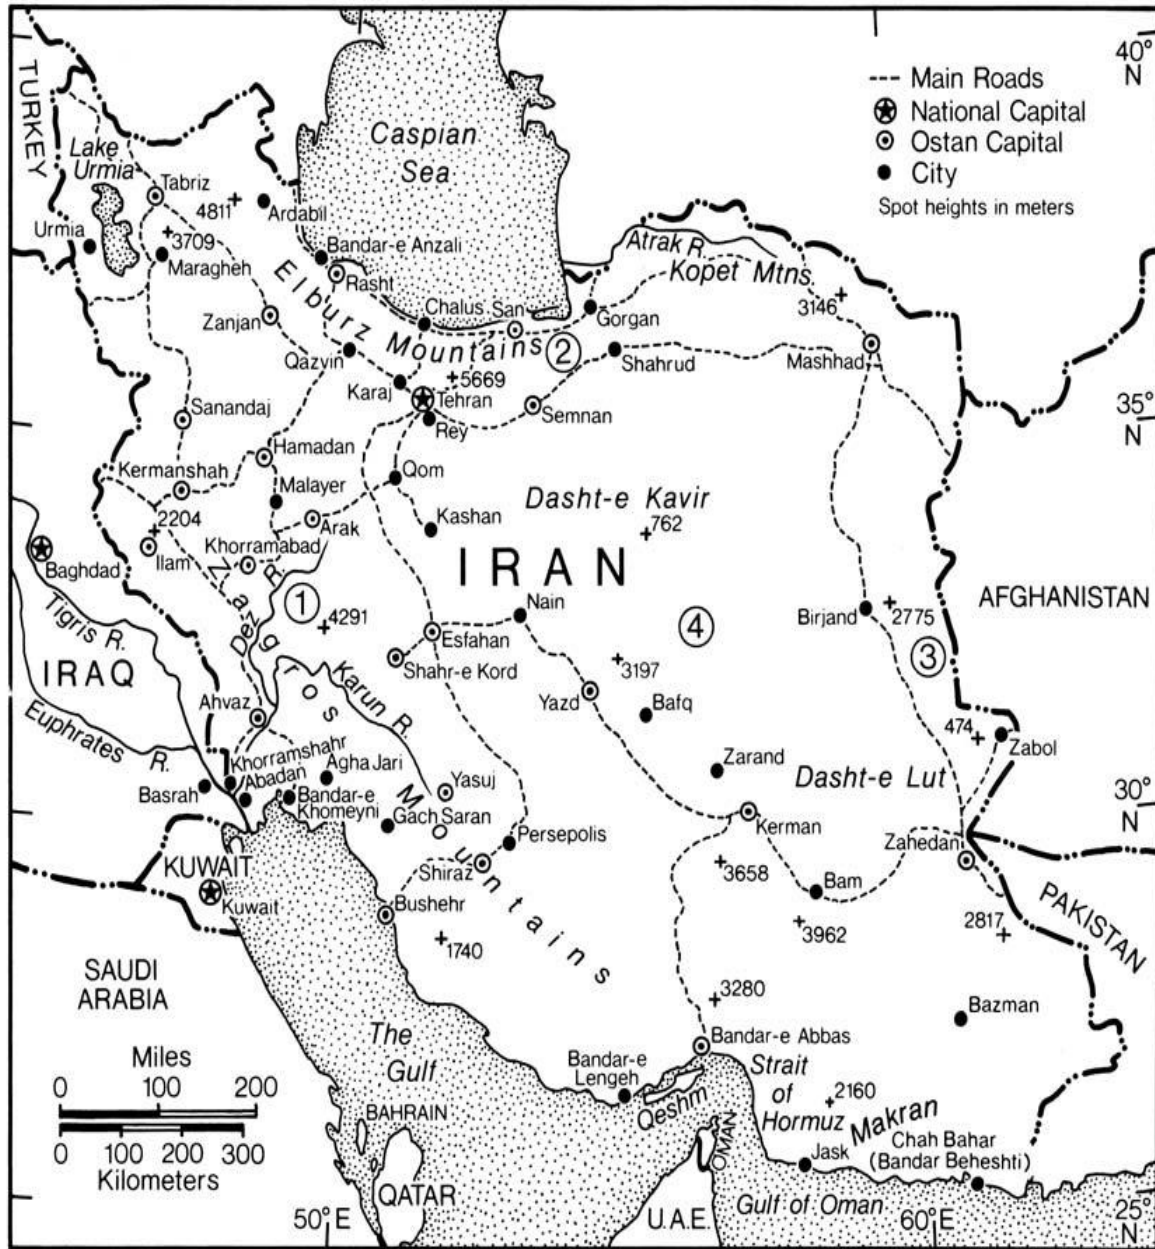 40°
N
Main Roads
National Capital
Ostan Capital
City
Spot heights in meters
TURKEY
Lake
Urmia
Caspian
Sea
Tabriz
4811
Ardabil
Urmia
3709
Maragheh
Bandar-e Anzali
Rasht
Atrak R.
Kopet Mtns
3146
Elburz Mountains
Chalus
San
Gorgan
Zanjan
Qazvin
2
Shahrud
Mashhad
Karaj
5669
Tehran
Semnan
Rey
35°
N
Sanandaj
Hamadan
Kermanshah
Malayer
Qom
Dasht-e Kavir
2204
Arak
Kashan
762
Khorramabad
Ilam
Baghdad
IRAN
AFGHANISTAN
Tigris R.
Dez R.
1
4291
Nain
4
Birjand
2775
3
Esfahan
IRAQ
Shahr-e Kord
3197
Zagros Mountains
Karun R.
Yazd
Bafq
Ahvaz
Euphrates R.
474
Zabol
Khorramshahr
Abadan
Agha Jari
Yasuj
Zarand
Dasht-e Lut
Basrah
Bandar-e
Khomeyni
Gach Saran
Persepolis
Kerman
30°
N
Zahedan
KUWAIT
Kuwait
Shiraz
3658
Bam
Bushehr
PAKISTAN
1740
3962
2817
SAUDI
ARABIA
3280
Bazman
The
Gulf
Bandar-e Abbas
Miles
0 100 200
0 100 200 300
Kilometers
Bandar-e
Lengeh
Qeshm
Strait
of
Hormuz
2160
Makran
BAHRAIN
OMAN
Jask
Chah Bahar
(Bandar Beheshti)
QATAR
U.A.E.
Gulf of Oman
50° E
60° E
25°
N